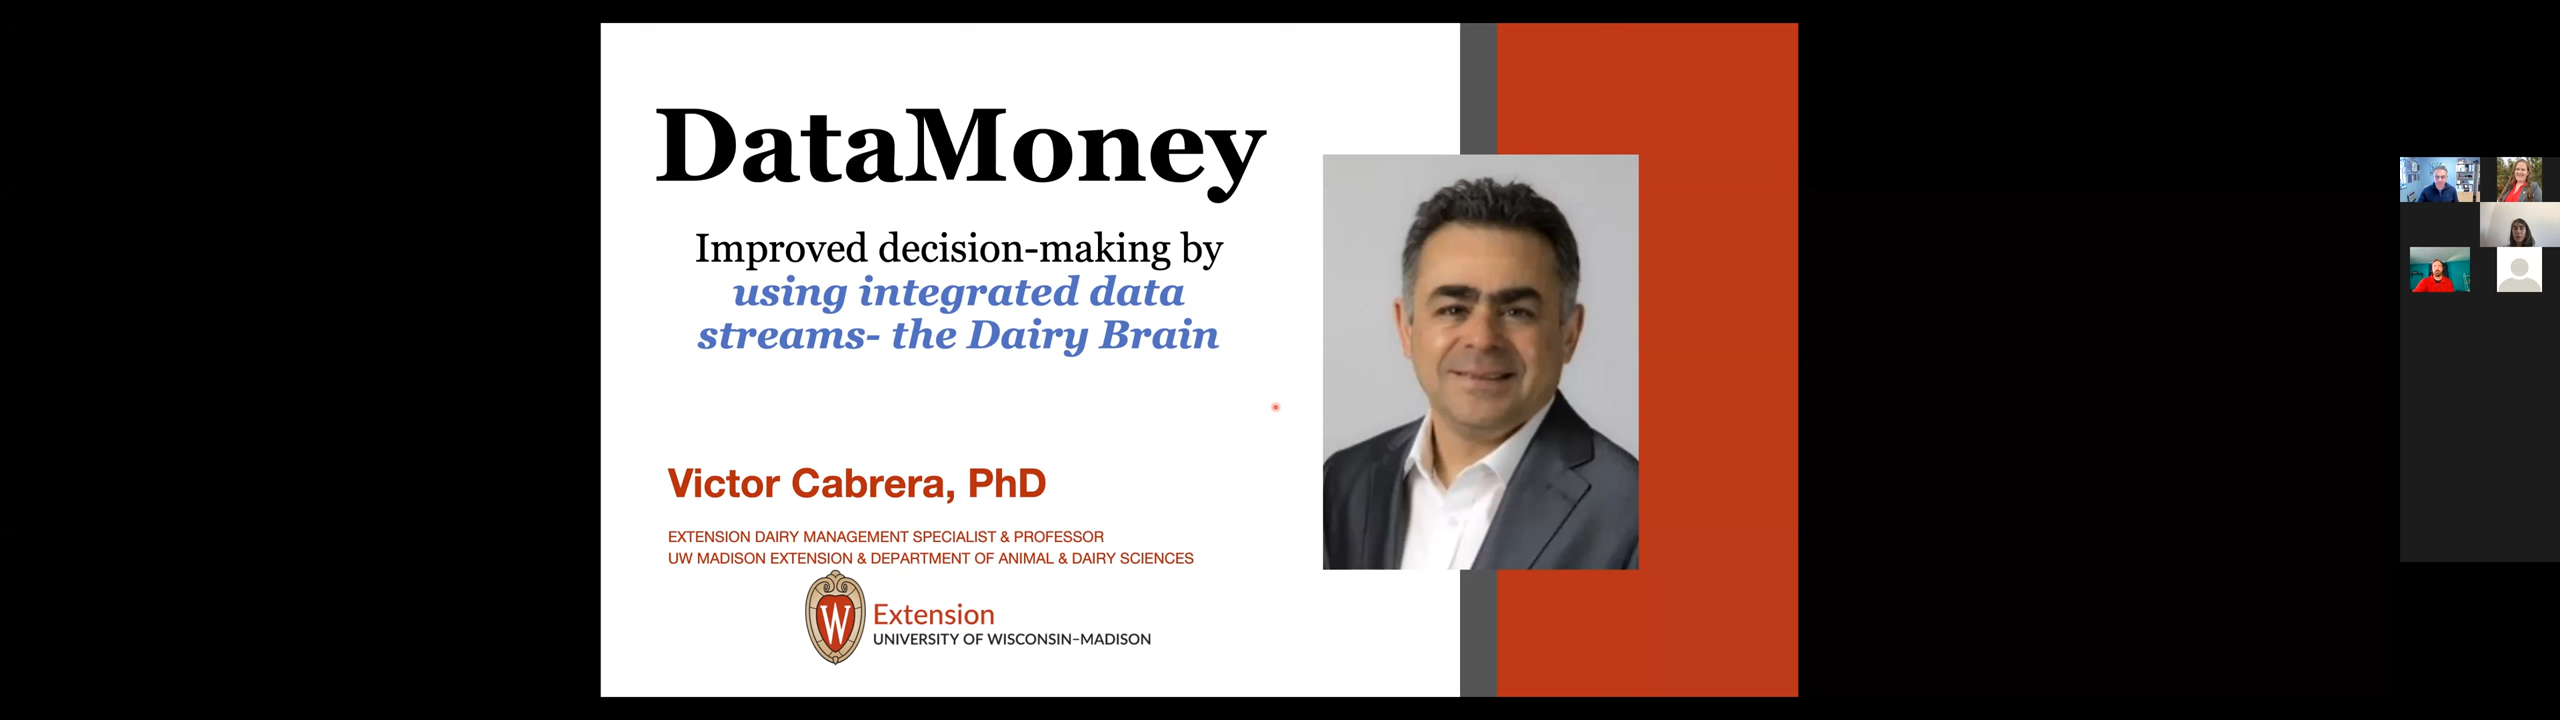 DataMoney
Improved decision-making by
using integrated data
streams- the Dairy Brain
Victor Cabrera, PhD
EXTENSION DAIRY MANAGEMENT SPECIALIST & PROFESSOR
UW MADISON EXTENSION & DEPARTMENT OF ANIMAL & DAIRY SCIENCES
W
Extension
UNIVERSITY OF WISCONSIN–MADISON